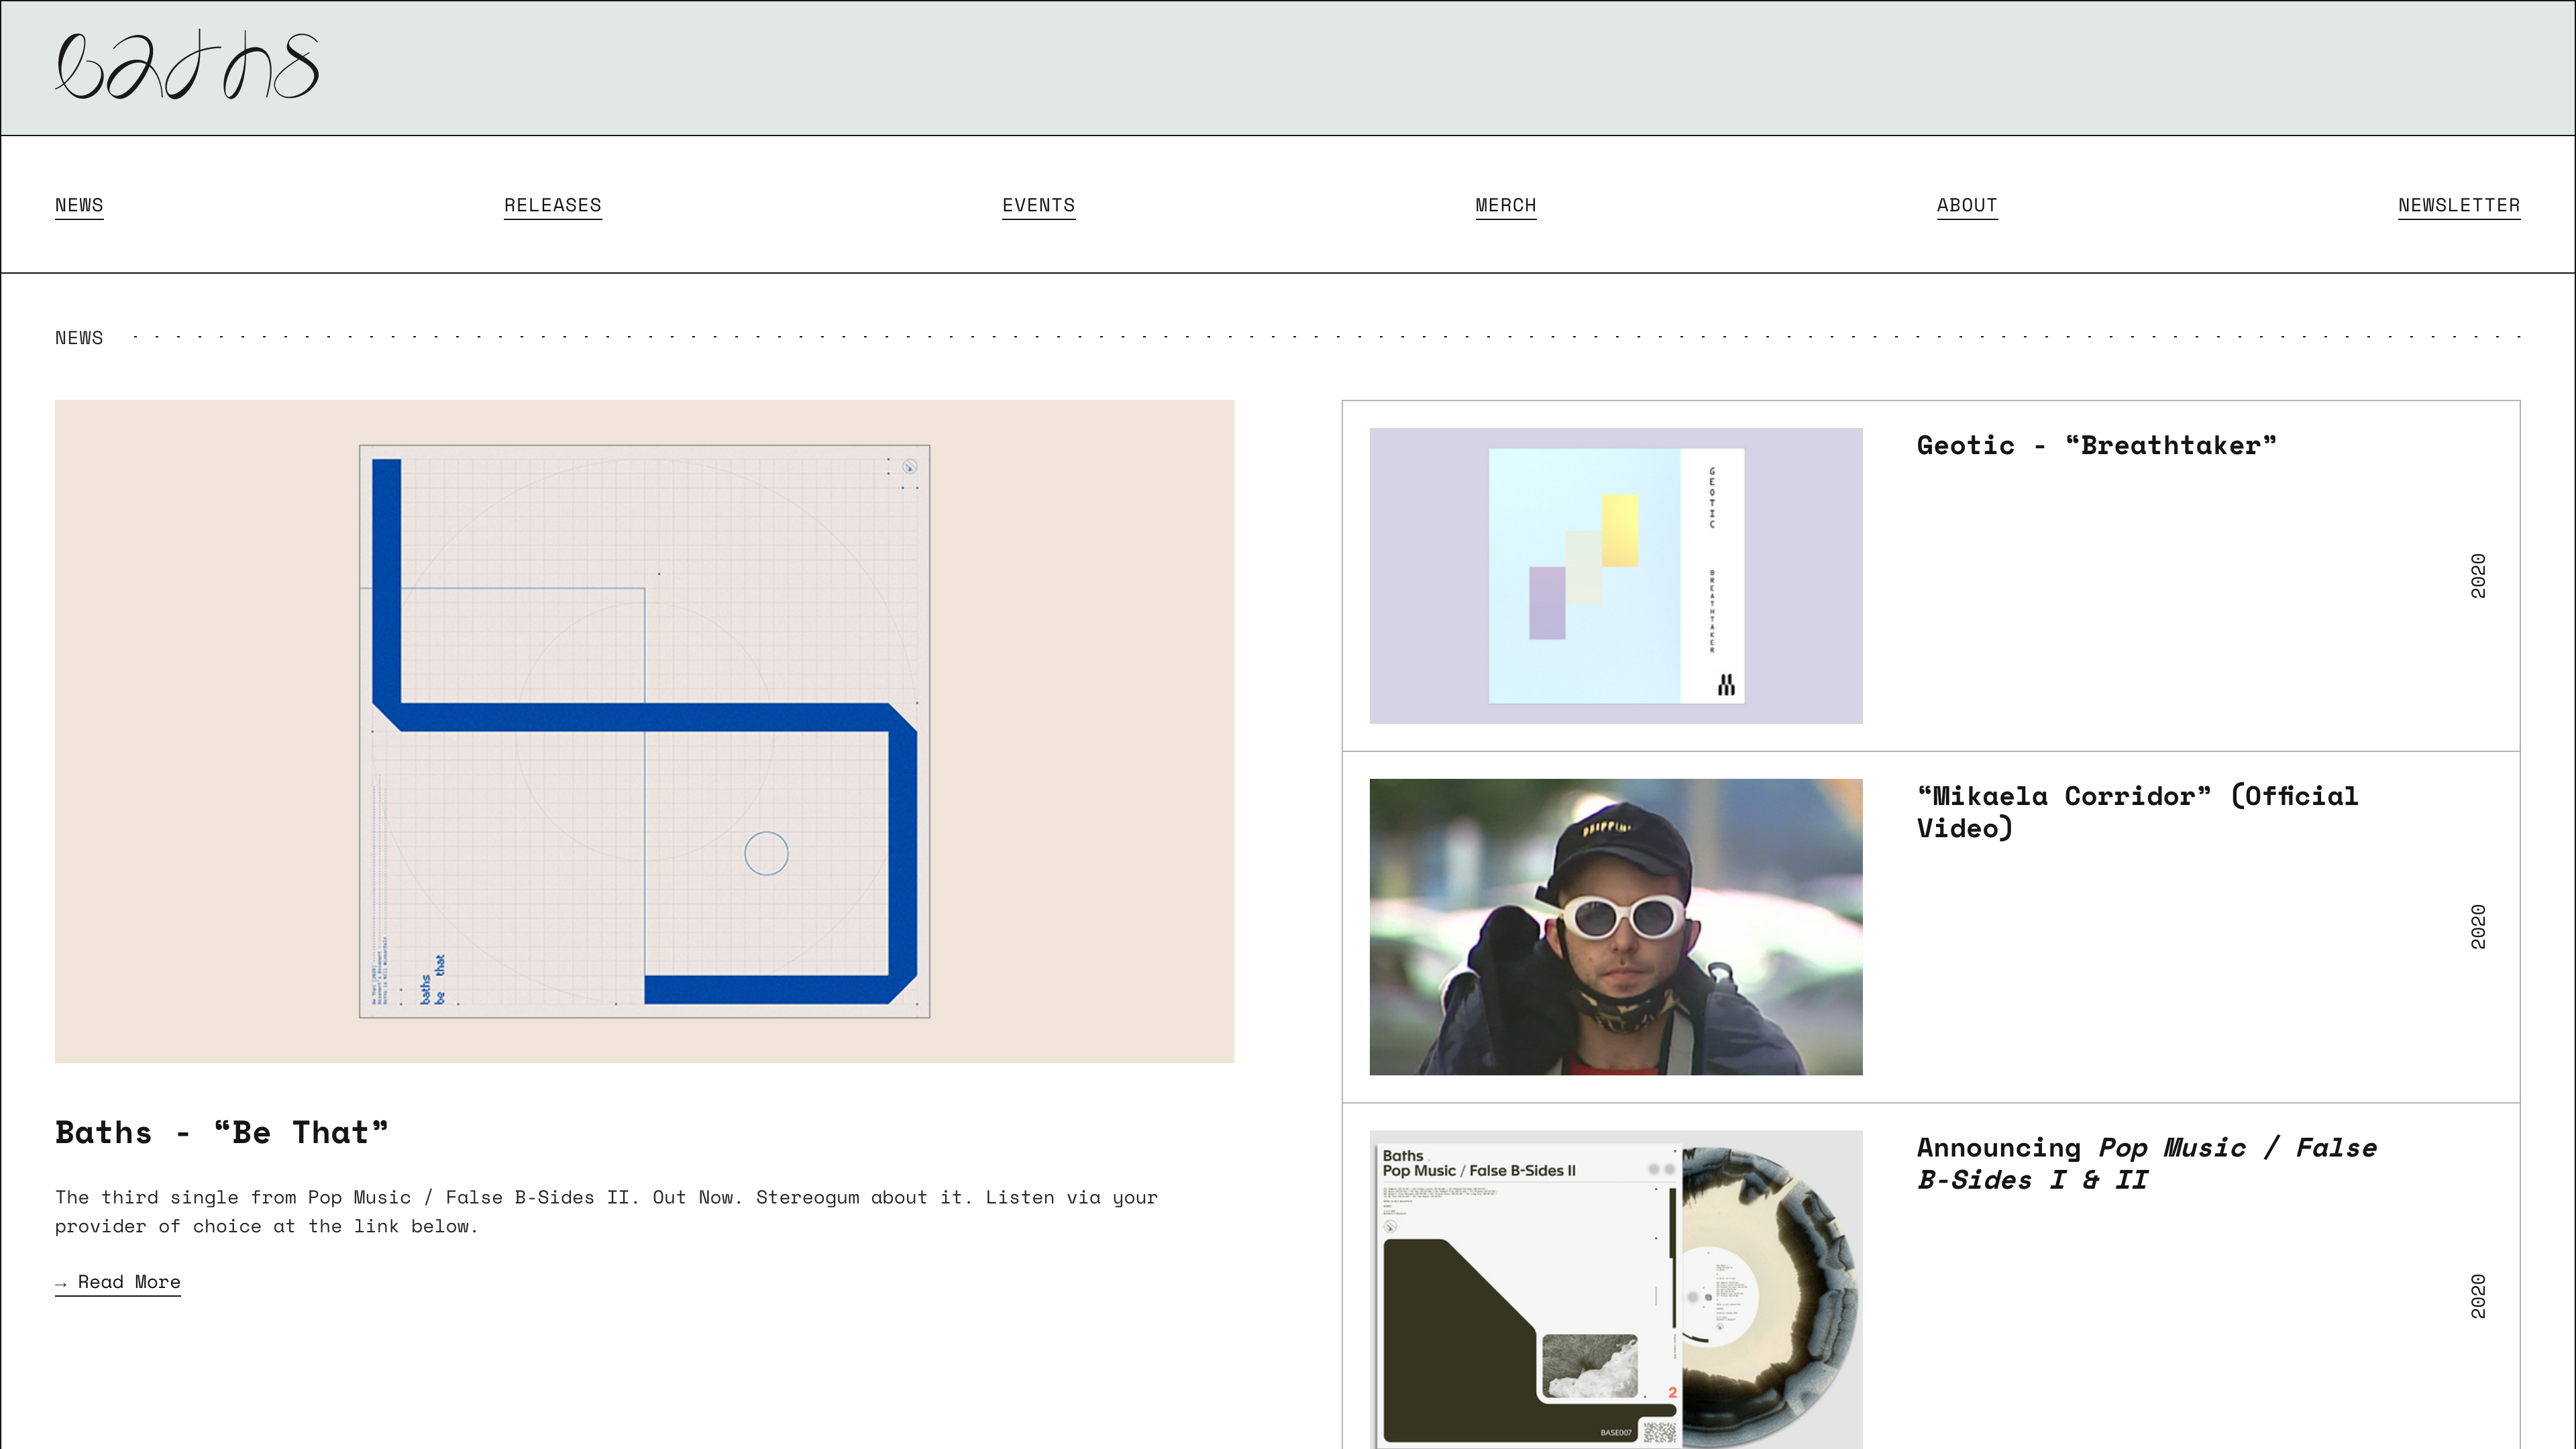 baths
NEWS
RELEASES
EVENTS
MERCH
ABOUT
NEWSLETTER
NEWS
baths
be that
Baths - “Be That”
The third single from Pop Music / False B-Sides II. Out Now. Stereogum about it. Listen via your
provider of choice at the link below.
→ Read More
GEOTIC
BREATHTAKER
Geotic - “Breathtaker”
2020
DRIPPIN'
“Mikaela Corridor” (Official
Video)
2020
Baths
Pop Music / False B-Sides II
2
BASE007
Announcing Pop Music / False
B-Sides I & II
2020